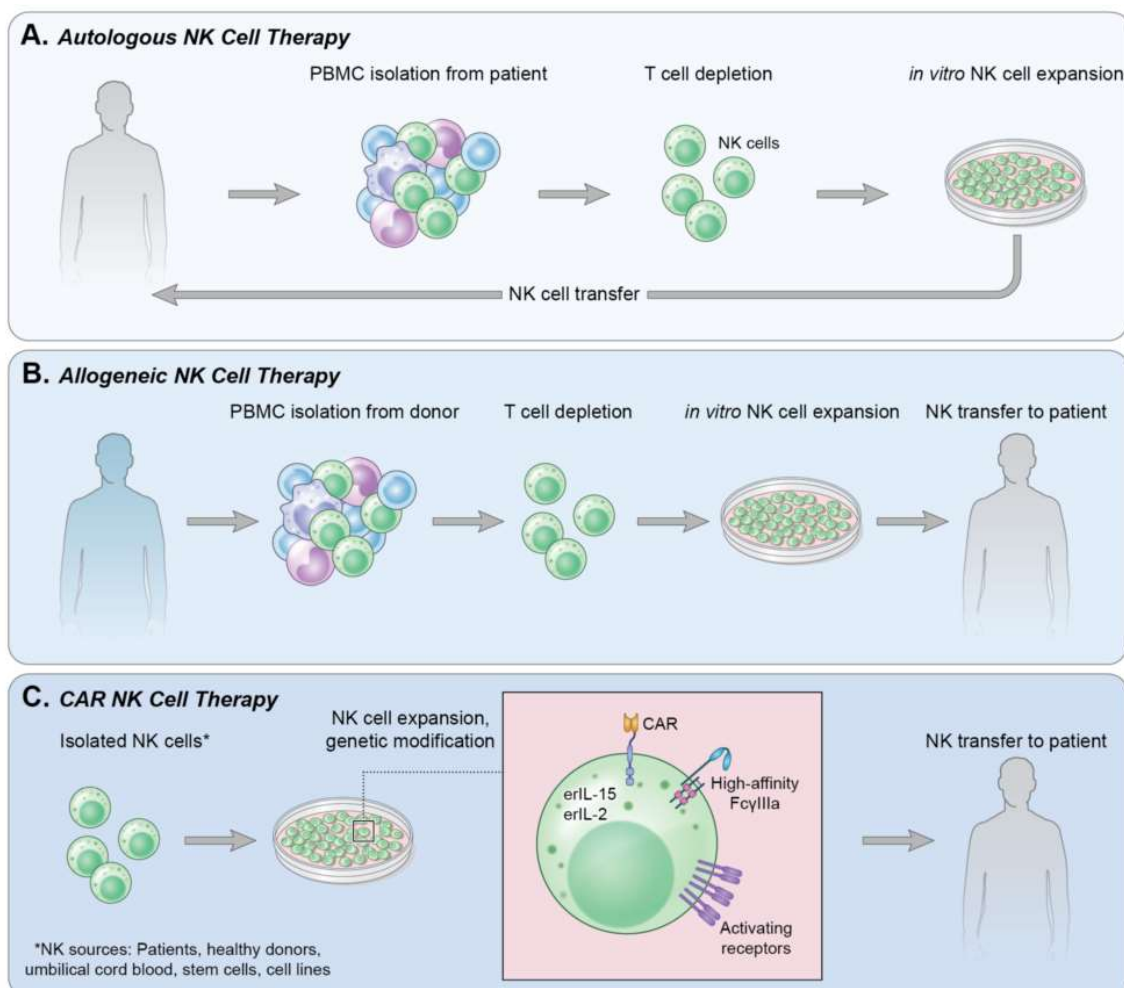 A. Autologous NK Cell Therapy
PBMC isolation from patient
T cell depletion
in vitro NK cell expansion
NK cells
NK cell transfer
B. Allogeneic NK Cell Therapy
PBMC isolation from donor
T cell depletion
in vitro NK cell expansion
NK transfer to patient
C. CAR NK Cell Therapy
Isolated NK cells*
NK cell expansion,
genetic modification
CAR
erIL-15
erIL-2
High-affinity
FcγIIIa
Activating
receptors
NK transfer to patient
*NK sources: Patients, healthy donors,
umbilical cord blood, stem cells, cell lines